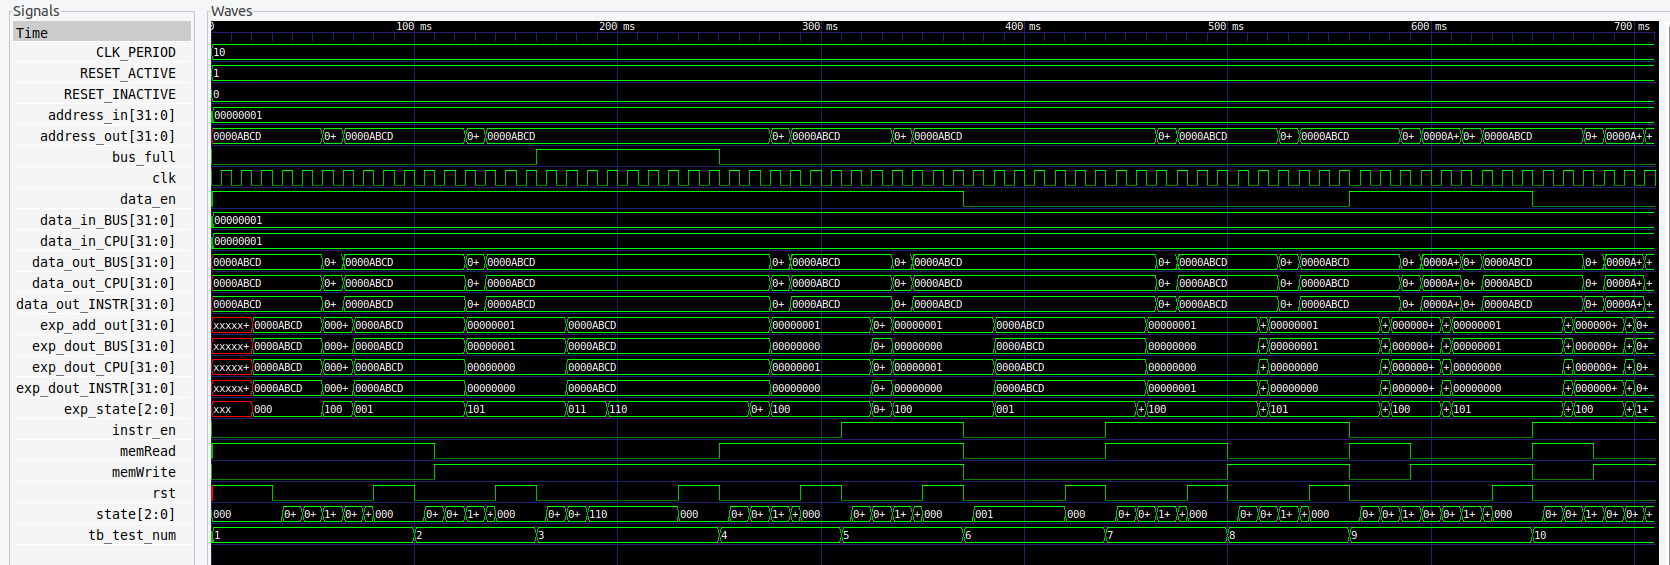 Signals Waves
Time 0 100 ms 200 ms 300 ms 400 ms 500 ms 600 ms 700 ms
CLK_PERIOD 10
RESET_ACTIVE 1
RESET_INACTIVE 0
address_in[31:0] 00000001
address_out[31:0] 0000ABCD 0+ 0000ABCD 0+ 0000ABCD 0+ 0000ABCD 0+ 0000ABCD 0+ 0000ABCD 0+ 0000ABCD 0+ 0000A+ 0+ 0000ABCD 0+ 0000A+ +
bus_full
clk
data_en
data_in_BUS[31:0] 00000001
data_in_CPU[31:0] 00000001
data_out_BUS[31:0] 0000ABCD 0+ 0000ABCD 0+ 0000ABCD 0+ 0000ABCD 0+ 0000ABCD 0+ 0000ABCD 0+ 0000ABCD 0+ 0000A+ 0+ 0000ABCD 0+ 0000A+ +
data_out_CPU[31:0] 0000ABCD 0+ 0000ABCD 0+ 0000ABCD 0+ 0000ABCD 0+ 0000ABCD 0+ 0000ABCD 0+ 0000ABCD 0+ 0000A+ 0+ 0000ABCD 0+ 0000A+ +
data_out_INSTR[31:0] 0000ABCD 0+ 0000ABCD 0+ 0000ABCD 0+ 0000ABCD 0+ 0000ABCD 0+ 0000ABCD 0+ 0000ABCD 0+ 0000A+ 0+ 0000ABCD 0+ 0000A+ +
exp_add_out[31:0] xxxxx+ 0000ABCD 000+ 0000ABCD 00000001 0000ABCD 00000001 0+ 00000001 0000ABCD 00000001 + 00000001 + 000000+ + 00000001 + 000000+ + 0+
exp_dout_BUS[31:0] xxxxx+ 0000ABCD 000+ 0000ABCD 00000001 0000ABCD 00000000 0+ 00000000 0000ABCD 00000000 + 00000001 + 000000+ + 00000001 + 000000+ + 0+
exp_dout_CPU[31:0] xxxxx+ 0000ABCD 000+ 0000ABCD 00000000 0000ABCD 00000001 0+ 00000001 0000ABCD 00000000 + 00000000 + 000000+ + 00000000 + 000000+ + 0+
exp_dout_INSTR[31:0] xxxxx+ 0000ABCD 000+ 0000ABCD 00000000 0000ABCD 00000000 0+ 00000000 0000ABCD 00000001 + 00000000 + 000000+ + 00000000 + 000000+ + 0+
exp_state[2:0] xxx 000 100 001 101 011 110 0+ 100 0+ 100 001 + 100 + 101 + 100 + 101 + 100 + 1+
instr_en
memRead
memWrite
rst
state[2:0] 000 0+ 0+ 1+ 0+ + 000 0+ 0+ 1+ + 000 0+ 0+ 110 000 0+ 0+ 1+ + 000 0+ 0+ 1+ + 000 001 000 0+ 0+ 1+ + 000 0+ 0+ 1+ + 000 0+ 0+ 1+ 0+ 0+ 1+ + 000 0+ 0+ 1+ 0+ 0+ +
tb_test_num 1 2 3 4 5 6 7 8 9 10